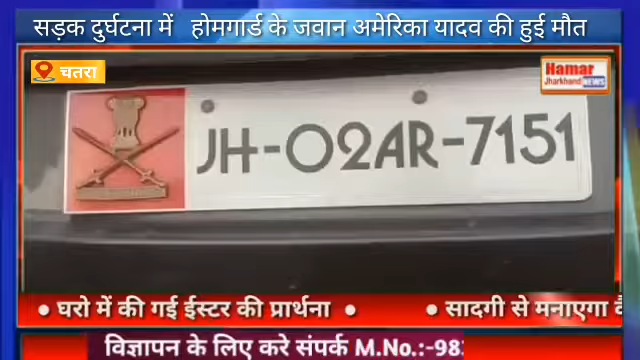 सड़क दुर्घटना में होमगार्ड के जवान अमेरिका यादव की हुई मौत
चतरा
Hamar
Jharkhand NEWS
JH-02AR-7151
• घरो में की गई ईस्टर की प्रार्थना • • सादगी से मनाएगा
विज्ञापन के लिए करे संपर्क M.No.:-98